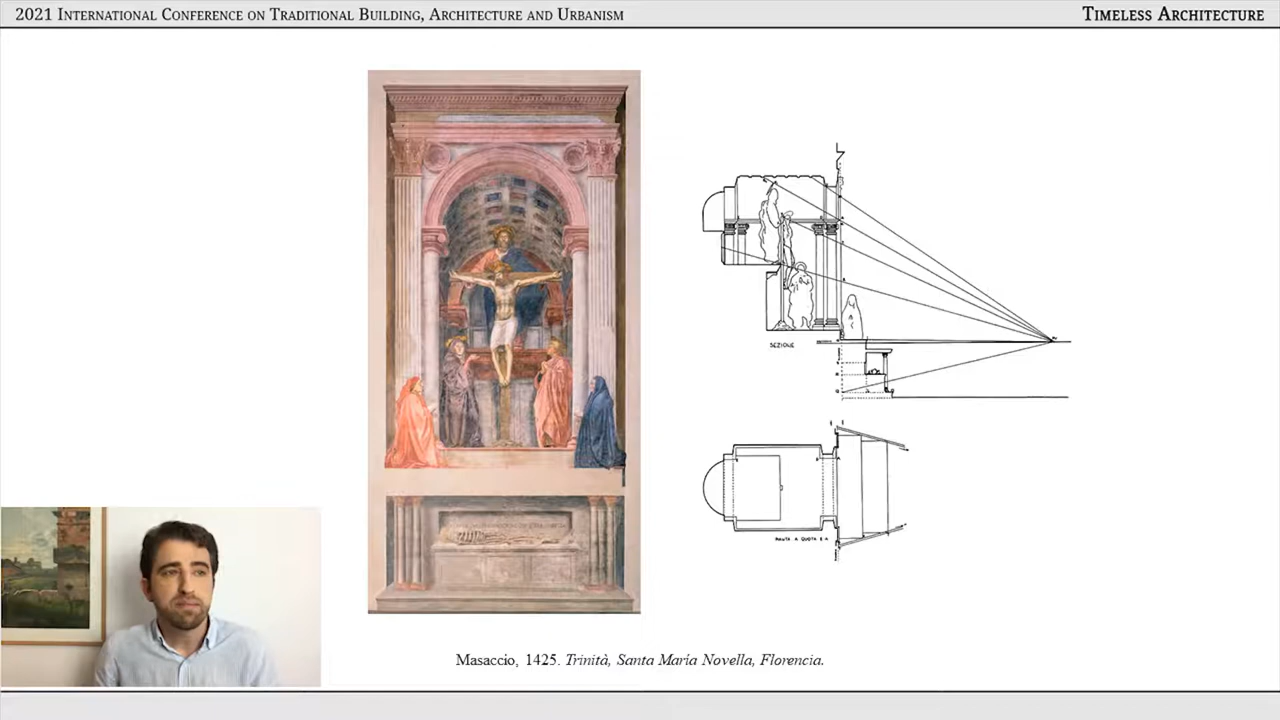 2021 International Conference on Traditional Building, Architecture and Urbanism
Timeless Architecture
SEZIONE
Masaccio, 1425. Trinità, Santa María Novella, Florencia.